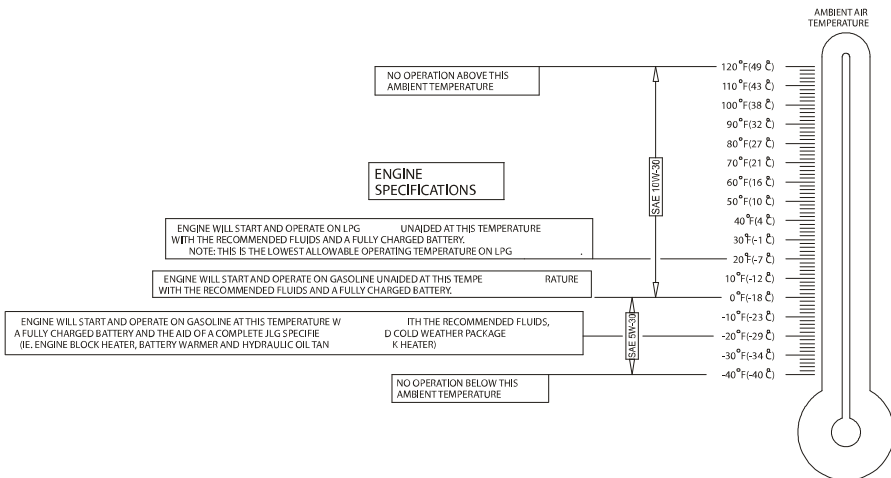 AMBIENT AIR
TEMPERATURE
120°F(49 °C)
NO OPERATION ABOVE THIS
AMBIENT TEMPERATURE
110°F(43 °C)
100°F(38 °C)
90°F(32 °C)
80°F(27 °C)
70°F(21 °C)
60°F(16 °C)
50°F(10 °C)
40°F(4 °C)
30°F(-1 °C)
20°F(-7 °C)
10°F(-12 °C)
0°F(-18 °C)
-10°F(-23 °C)
-20°F(-29 °C)
-30°F(-34 °C)
-40°F(-40 °C)
SAE 10W-30
SAE 5W-30
ENGINE
SPECIFICATIONS
ENGINE WILL START AND OPERATE ON LPG UNAIDED AT THIS TEMPERATURE
WITH THE RECOMMENDED FLUIDS AND A FULLY CHARGED BATTERY.
NOTE: THIS IS THE LOWEST ALLOWABLE OPERATING TEMPERATURE ON LPG .
ENGINE WILL START AND OPERATE ON GASOLINE UNAIDED AT THIS TEMPE RATURE
WITH THE RECOMMENDED FLUIDS AND A FULLY CHARGED BATTERY.
ENGINE WILL START AND OPERATE ON GASOLINE AT THIS TEMPERATURE W ITH THE RECOMMENDED FLUIDS,
A FULLY CHARGED BATTERY AND THE AID OF A COMPLETE JLG SPECIFIE D COLD WEATHER PACKAGE
(IE. ENGINE BLOCK HEATER, BATTERY WARMER AND HYDRAULIC OIL TAN K HEATER)
NO OPERATION BELOW THIS
AMBIENT TEMPERATURE